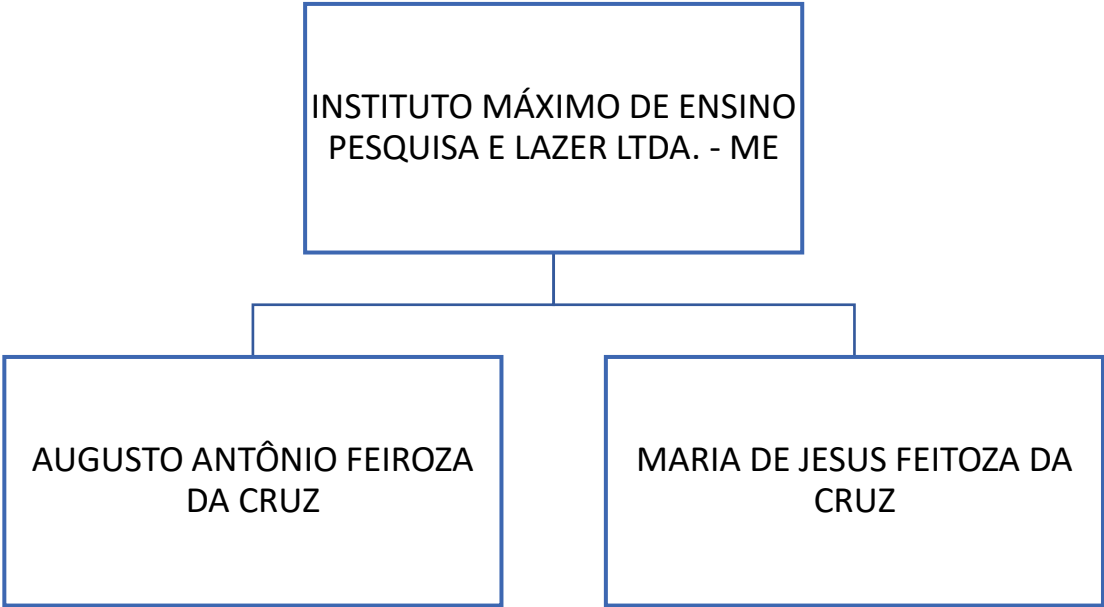 INSTITUTO MÁXIMO DE ENSINO
PESQUISA E LAZER LTDA. - ME
AUGUSTO ANTÔNIO FEIROZA
DA CRUZ
MARIA DE JESUS FEITOZA DA
CRUZ